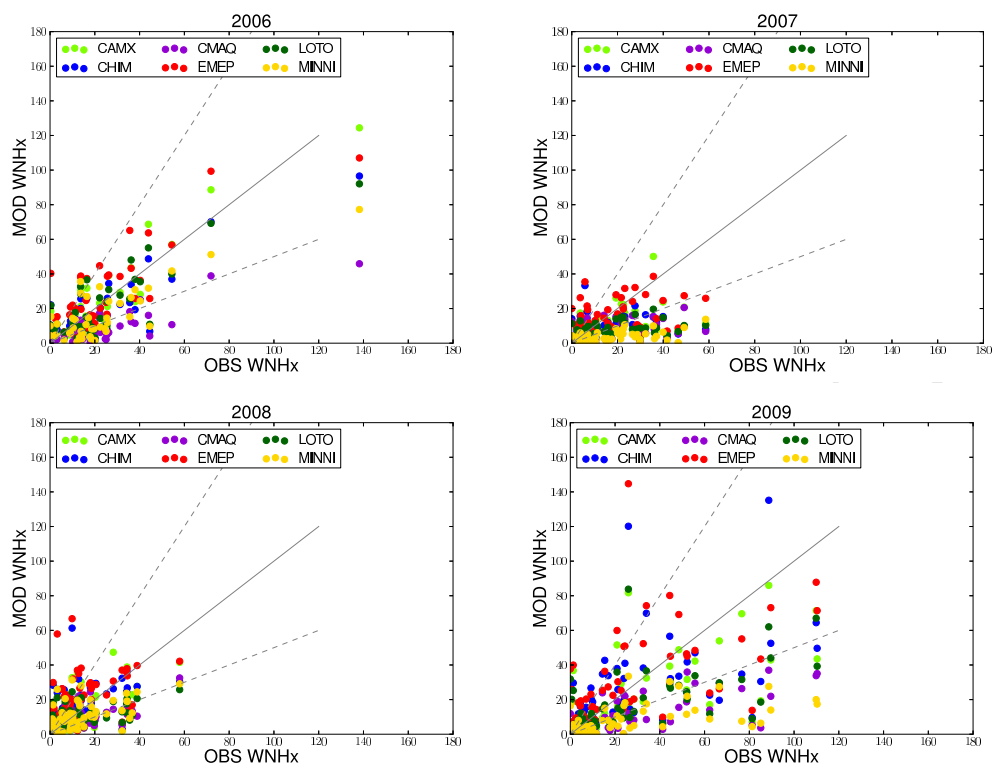 2006
180
160
140
120
100
80
60
40
20
0
MOD WNHx
CAMX CMAQ LOTO
CHIM EMEP MINNI
0 20 40 60 80 100 120 140 160 180
OBS WNHx
2007
180
160
140
120
100
80
60
40
20
0
MOD WNHx
CAMX CMAQ LOTO
CHIM EMEP MINNI
0 20 40 60 80 100 120 140 160 180
OBS WNHx
2008
180
160
140
120
100
80
60
40
20
0
MOD WNHx
CAMX CMAQ LOTO
CHIM EMEP MINNI
0 20 40 60 80 100 120 140 160 180
OBS WNHx
2009
180
160
140
120
100
80
60
40
20
0
MOD WNHx
CAMX CMAQ LOTO
CHIM EMEP MINNI
0 20 40 60 80 100 120 140 160 180
OBS WNHx